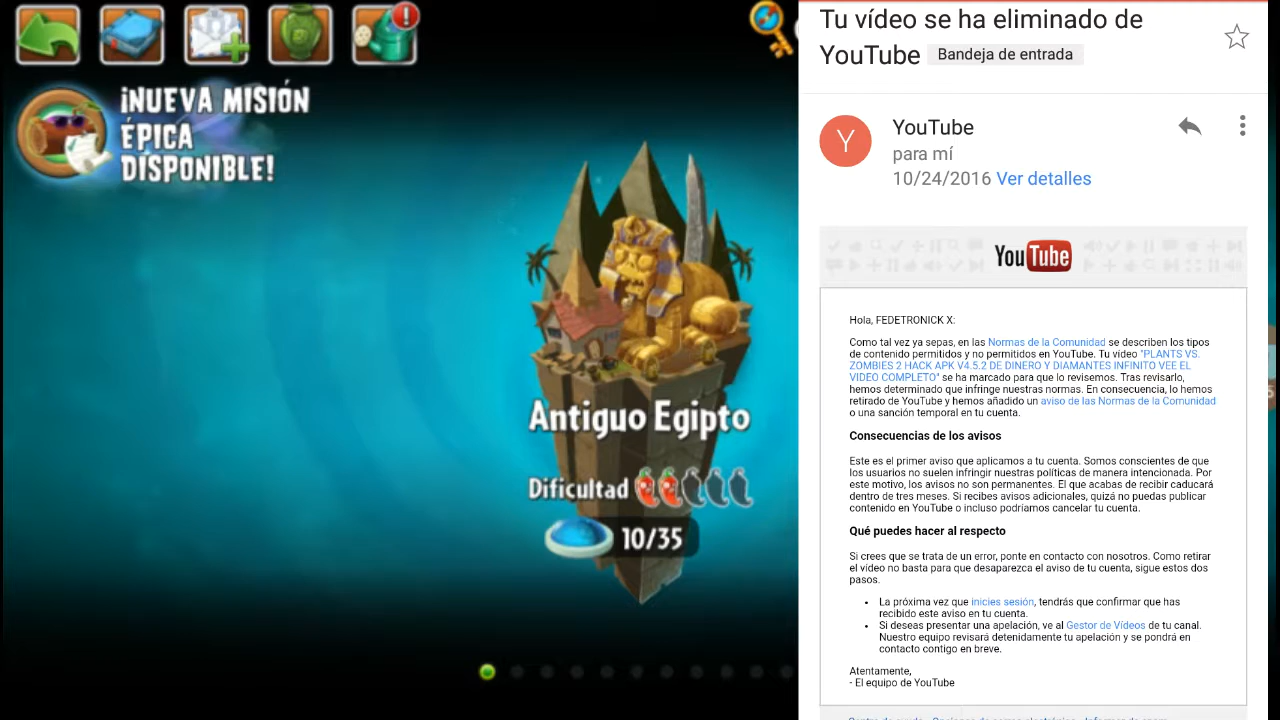 ¡NUEVA MISIÓN
ÉPICA
DISPONIBLE!
Antiguo Egipto
Dificultad
10/35
Tu vídeo se ha eliminado de
YouTube Bandeja de entrada
Y
YouTube
para mí
10/24/2016 Ver detalles
YouTube
Hola, FEDETRONICK X:
Como tal vez ya sepas, en las Normas de la Comunidad se describen los tipos
de contenido permitidos y no permitidos en YouTube. Tu vídeo "PLANTS VS.
ZOMBIES 2 HACK APK V4.5.2 DE DINERO Y DIAMANTES INFINITO VEE EL
VIDEO COMPLETO" se ha marcado para que lo revisemos. Tras revisarlo,
hemos determinado que infringe nuestras normas. En consecuencia, lo hemos
retirado de YouTube y hemos añadido un aviso de las Normas de la Comunidad
o una sanción temporal en tu cuenta.
Consecuencias de los avisos
Este es el primer aviso que aplicamos a tu cuenta. Somos conscientes de que
los usuarios no suelen infringir nuestras políticas de manera intencionada. Por
este motivo, los avisos no son permanentes. El que acabas de recibir caducará
dentro de tres meses. Si recibes avisos adicionales, quizá no puedas publicar
contenido en YouTube o incluso podríamos cancelar tu cuenta.
Qué puedes hacer al respecto
Si crees que se trata de un error, ponte en contacto con nosotros. Como retirar
el vídeo no basta para que desaparezca el aviso de tu cuenta, sigue estos dos
pasos.
• La próxima vez que inicies sesión, tendrás que confirmar que has
recibido este aviso en tu cuenta.
• Si deseas presentar una apelación, ve al Gestor de Vídeos de tu canal.
Nuestro equipo revisará detenidamente tu apelación y se pondrá en
contacto contigo en breve.
Atentamente,
- El equipo de YouTube